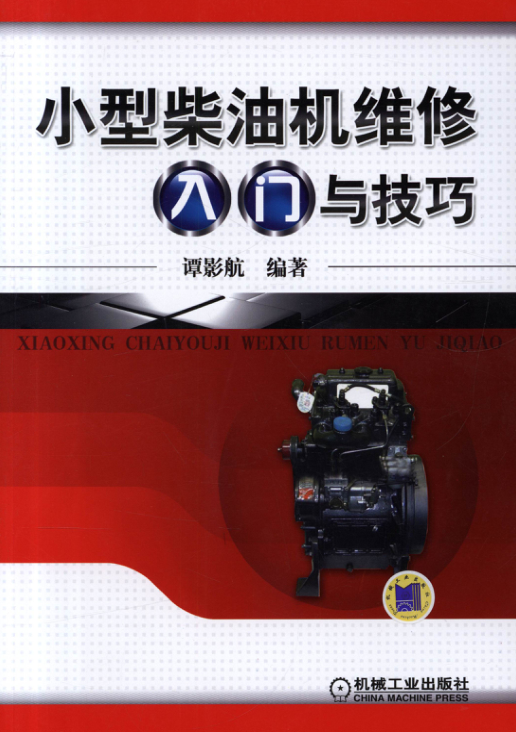 小型柴油机维修
入门与技巧
谭影航 编著
XIAOXING CHAIYOUJI WEIXIU RUMEN YU JIQIAO
机械工业出版社
CHINA MACHINE PRESS